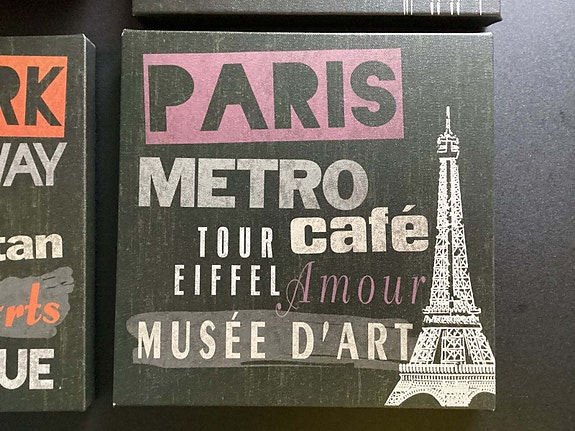 PARIS
METRO
café
TOUR
EIFFEL
Amour
MUSÉE D'ART
RK
WAY
tan
rts
UE